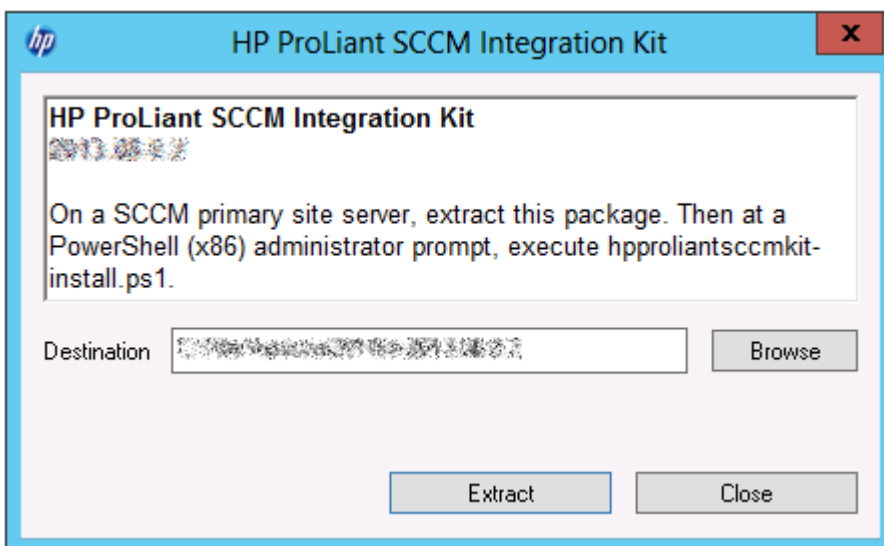 hp
HP ProLiant SCCM Integration Kit
x
HP ProLiant SCCM Integration Kit
On a SCCM primary site server, extract this package. Then at a
PowerShell (x86) administrator prompt, execute hpproliantsccmkit-
install.ps1.
Destination
Browse
Extract
Close